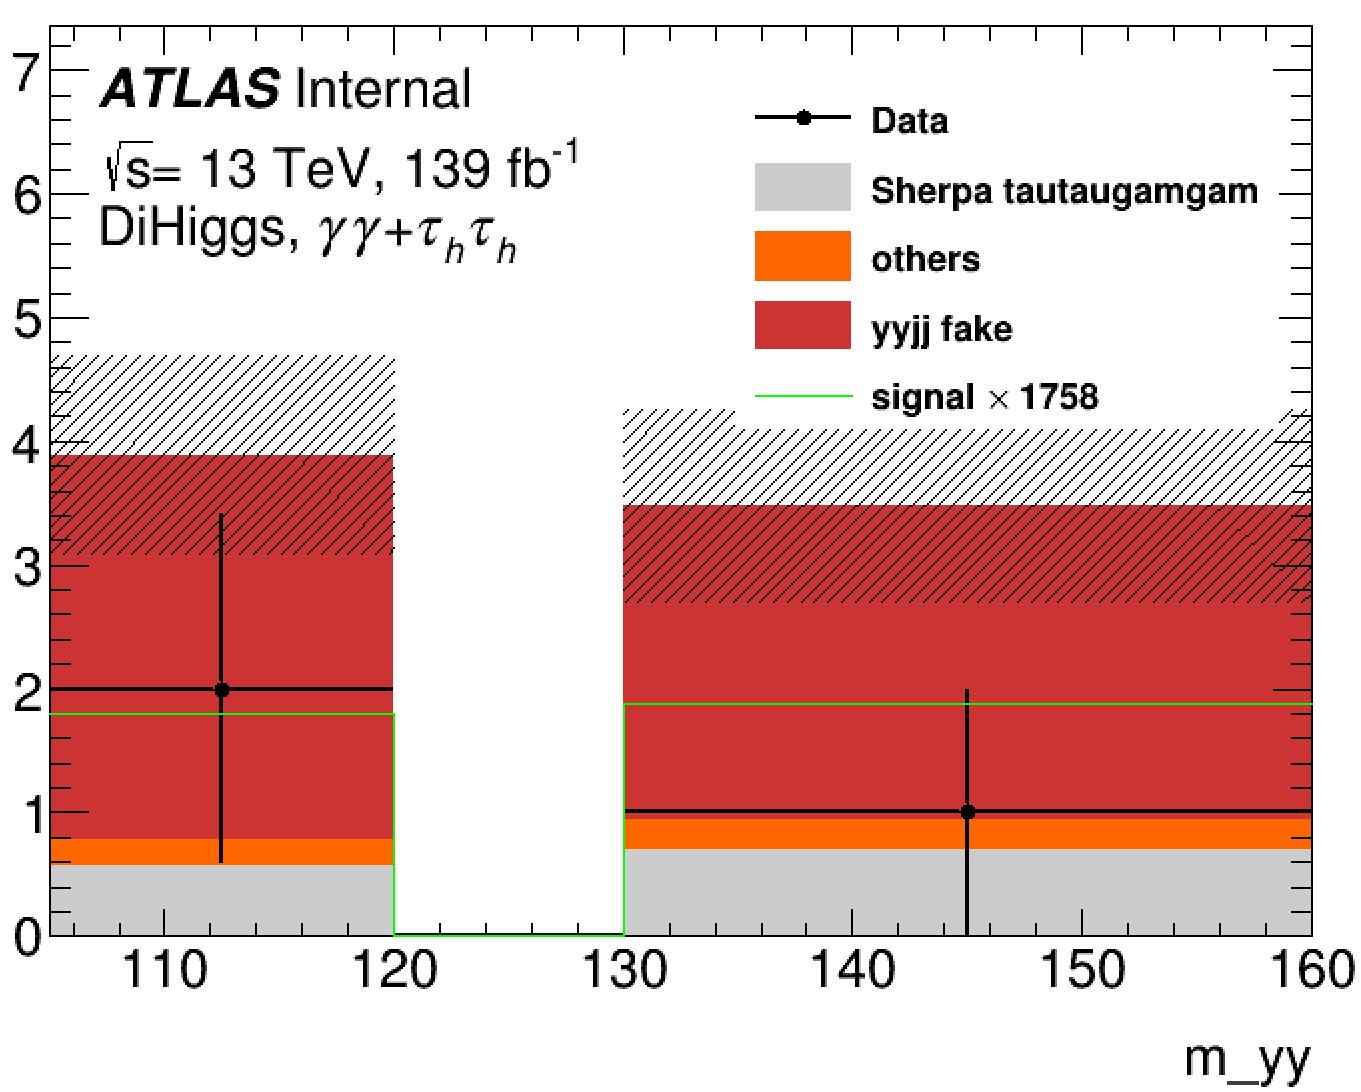 7
6
5
4
3
2
1
0
ATLAS Internal
√s= 13 TeV, 139 fb⁻¹
DiHiggs, γγ+τₕτₕ
Data
Sherpa tautaugamgam
others
yyjj fake
signal × 1758
110 120 130 140 150 160
m_yy